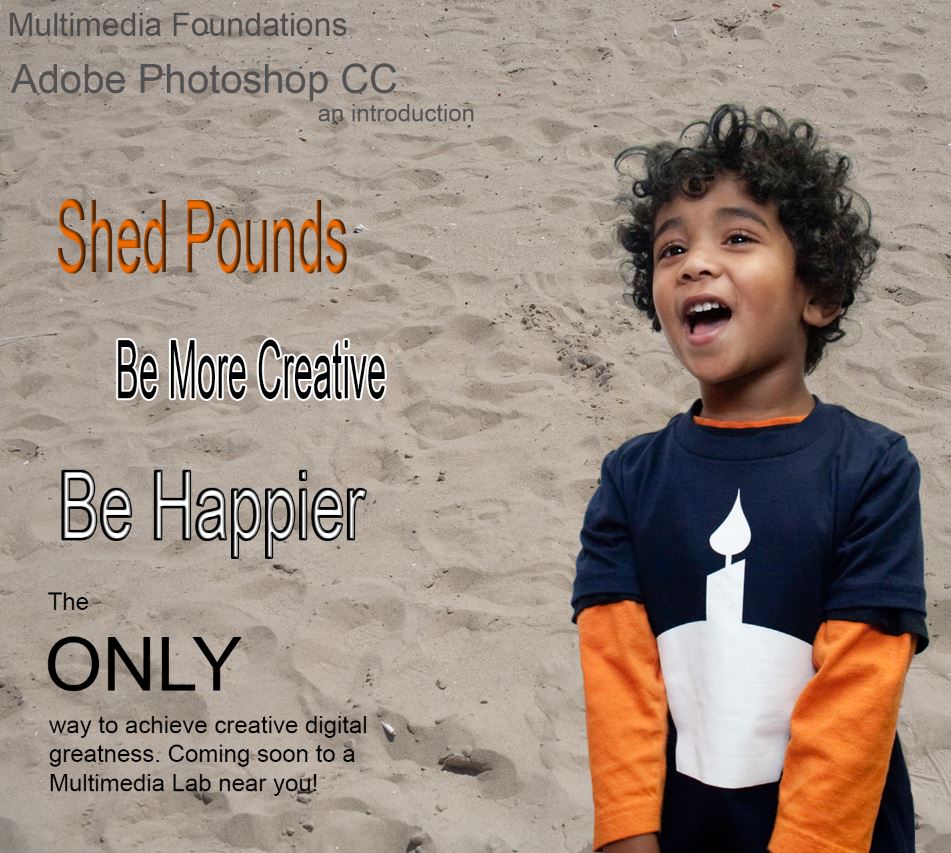 Multimedia Foundations
Adobe Photoshop CC
an introduction
Shed Pounds
Be More Creative
Be Happier
The
ONLY
way to achieve creative digital
greatness. Coming soon to a
Multimedia Lab near you!